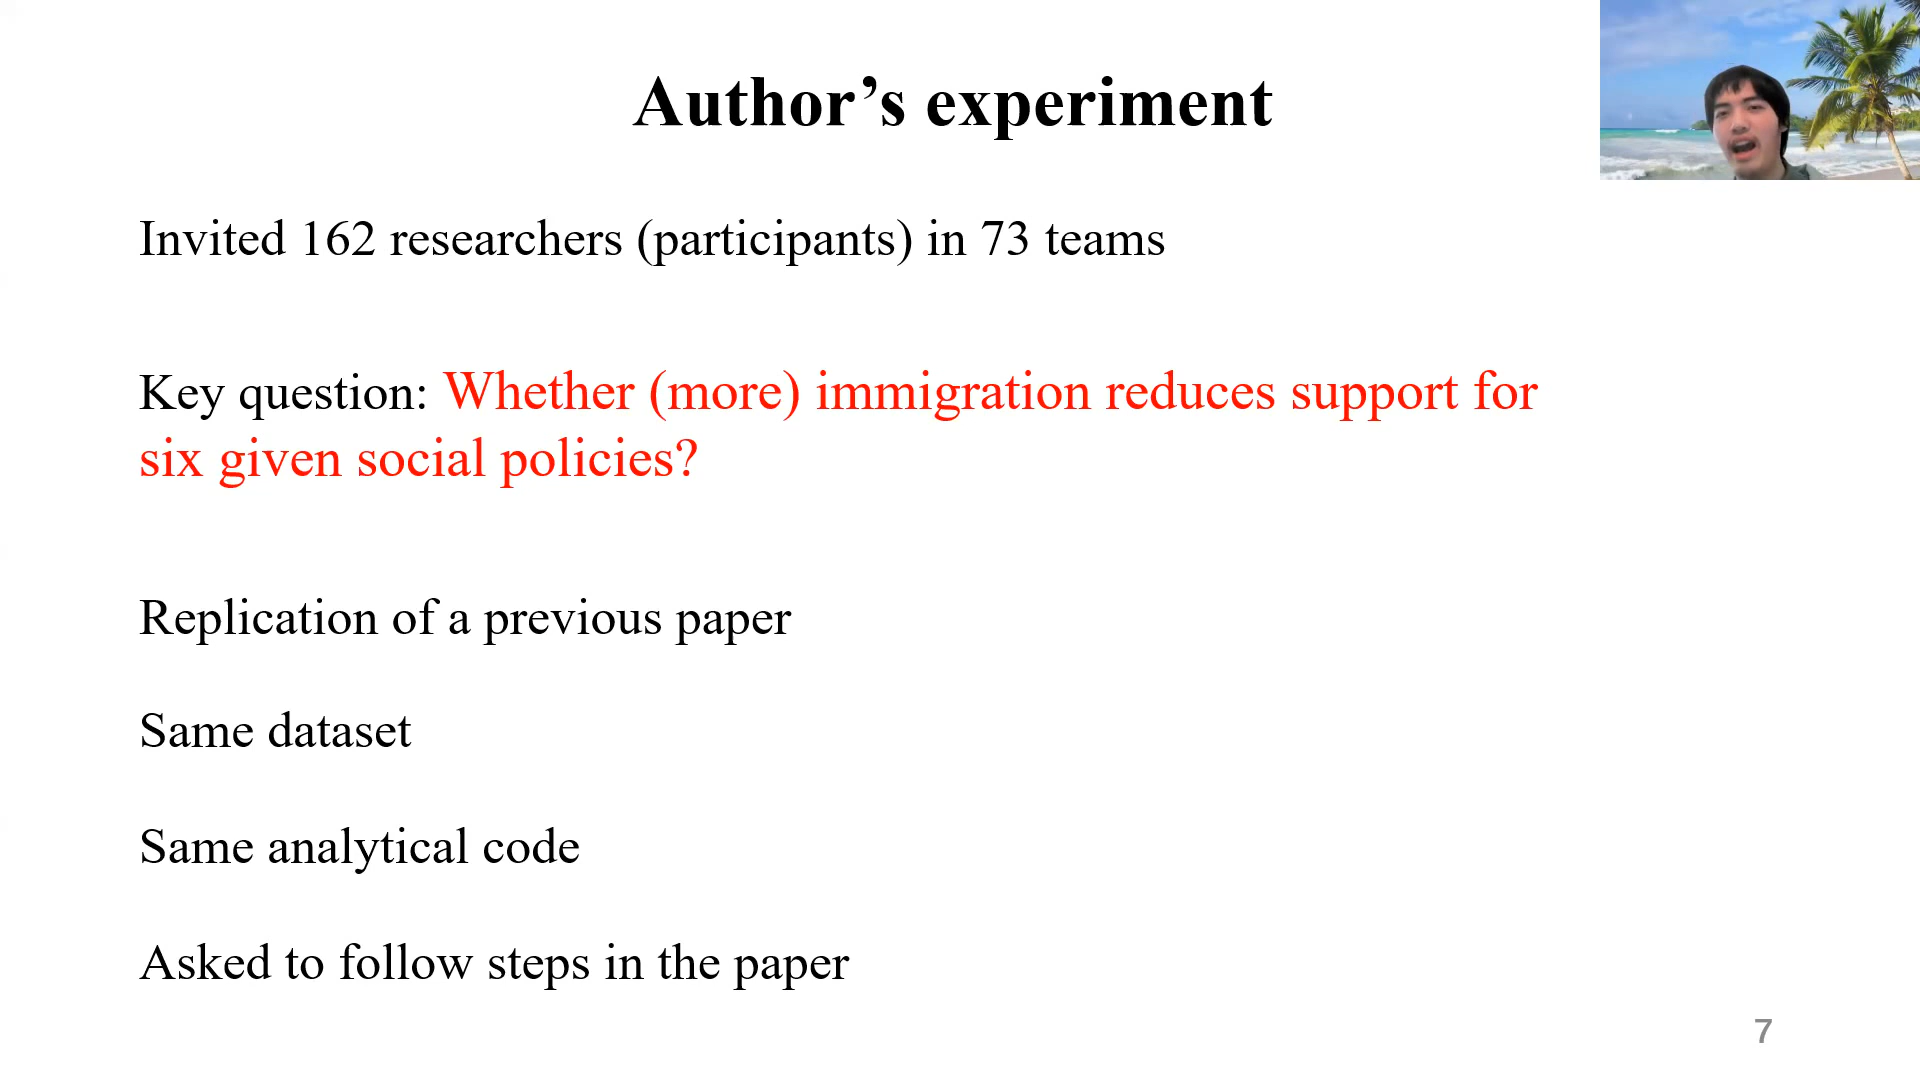 Author’s experiment
Invited 162 researchers (participants) in 73 teams
Key question: Whether (more) immigration reduces support for
six given social policies?
Replication of a previous paper
Same dataset
Same analytical code
Asked to follow steps in the paper
7